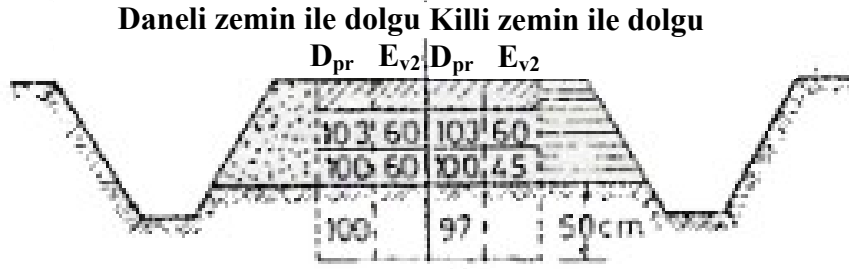 Daneli zemin ile dolgu Killi zemin ile dolgu
Dpr Ev2 Dpr Ev2
103 60 103 60
100 60 100 45
100 97 50cm